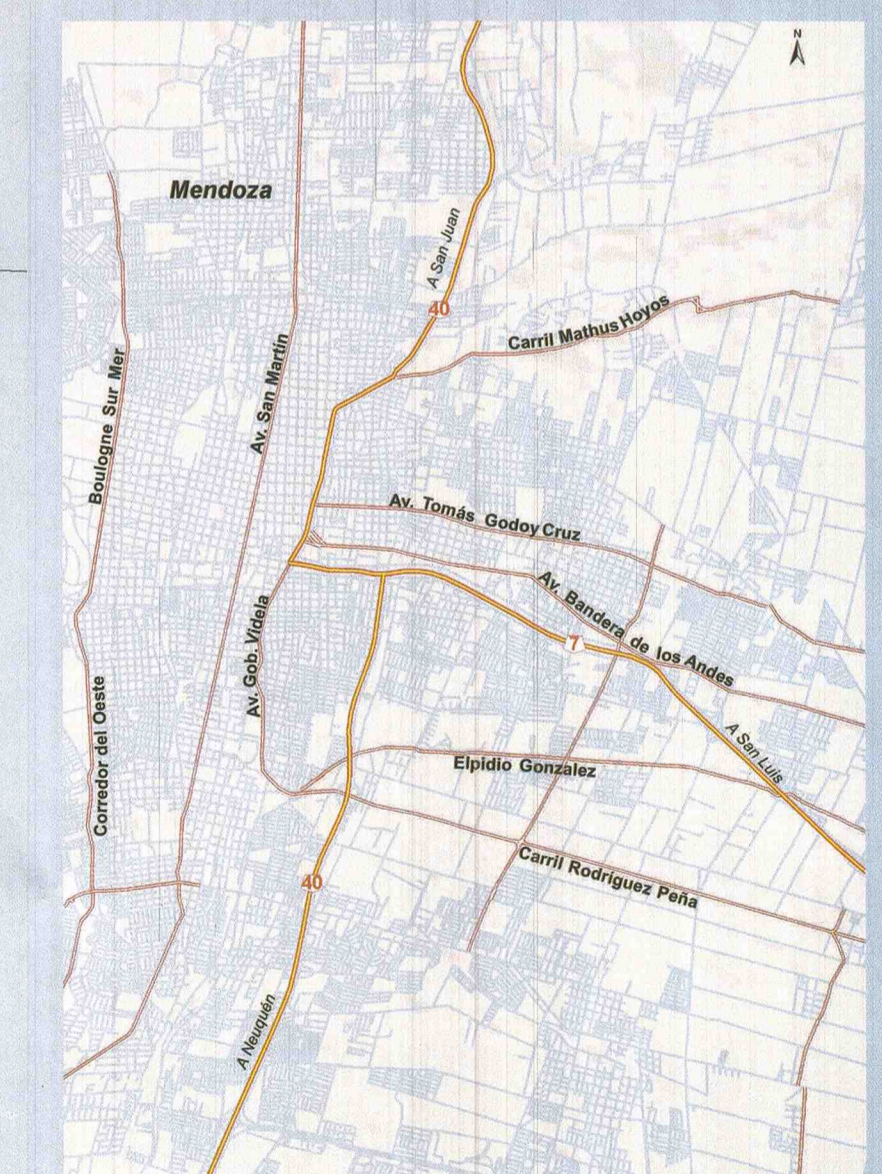 N
Mendoza
A San Juan
40
Carril Mathus Hoyos
Boulogne Sur Mer
Av. San Martín
Av. Tomás Godoy Cruz
Av. Bandera de los Andes
Av. Gob. Videla
7
Corredor del Oeste
A San Luis
Elpidio Gonzalez
Carril Rodríguez Peña
40
A Neuquén